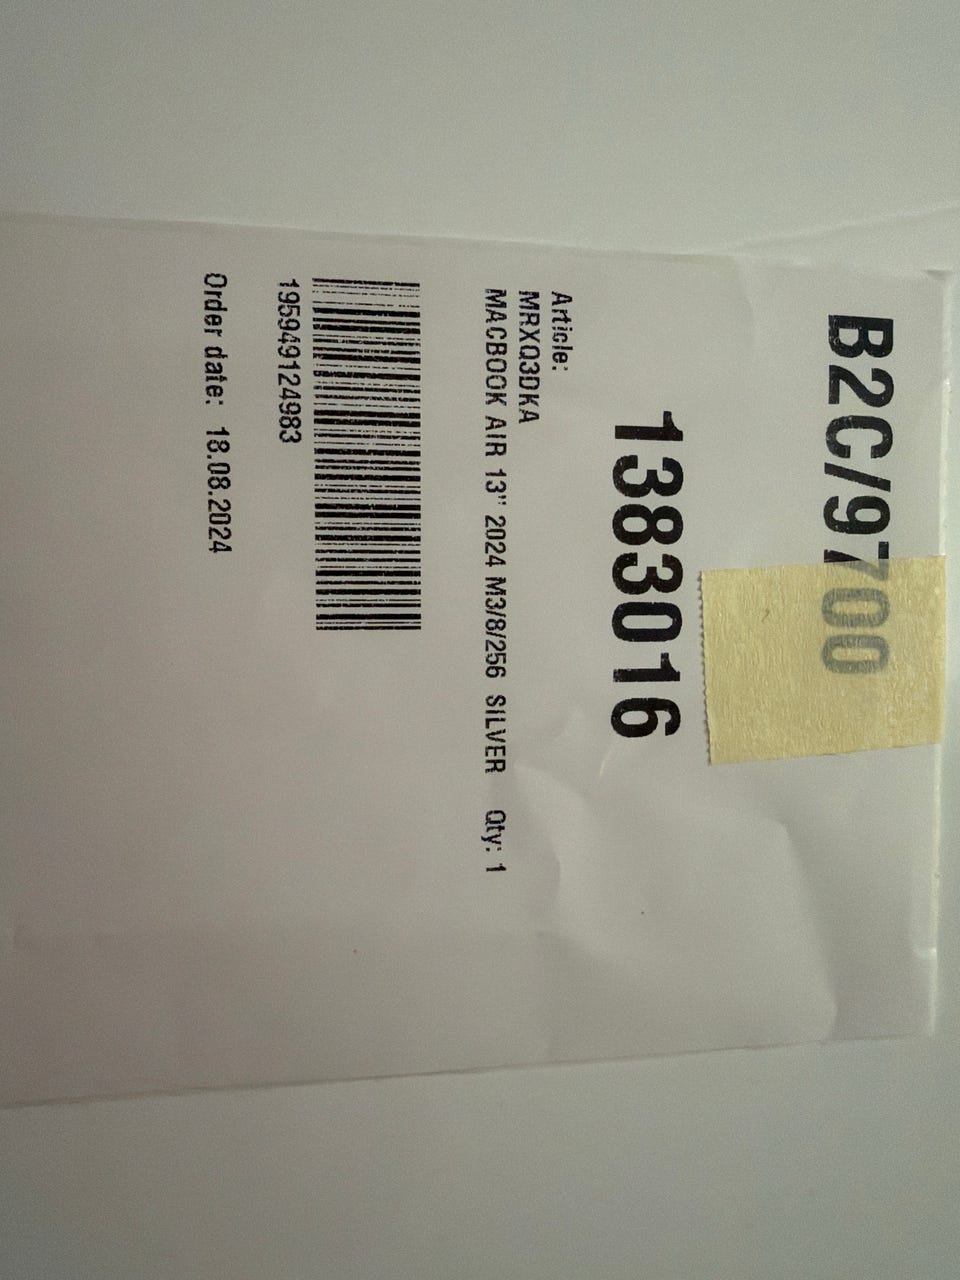 B2C/9700
1383016
Article:
MRXQ3DKA
MACBOOK AIR 13" 2024 M3/8/256 SILVER Qty: 1
195949124983
Order date: 18.08.2024